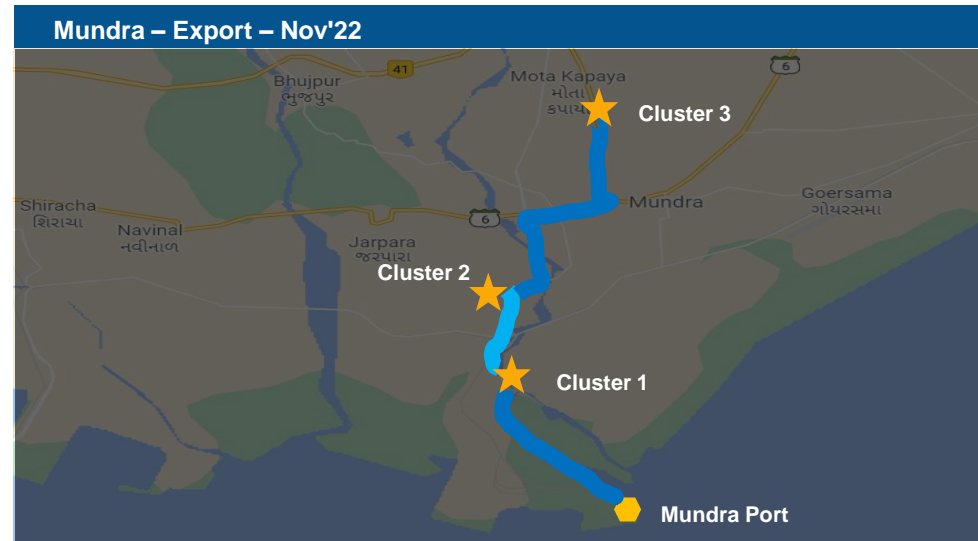 Mundra – Export – Nov'22
41
6
Bhujpur
ભુજપુર
Mota Kapaya
મોતા
કપાયા
Cluster 3
Shiracha
શિરાચા
Navinal
નવીનાળ
6
Mundra
Goersama
ગોયરસમા
Jarpara
જરપારા
Cluster 2
Cluster 1
Mundra Port